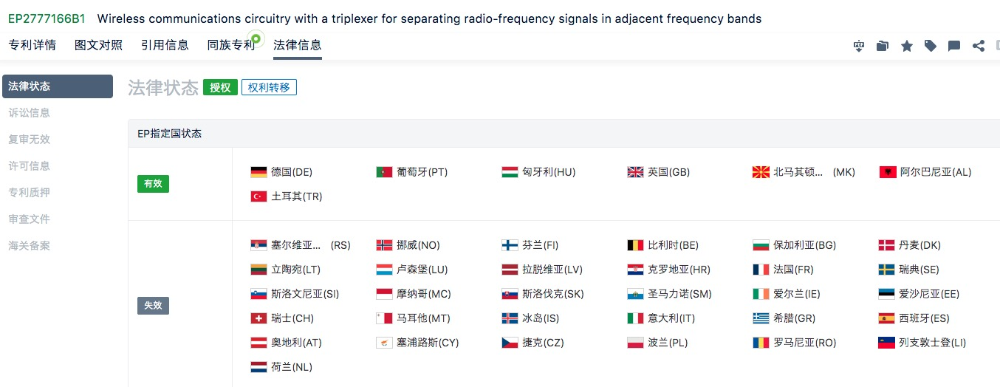 EP2777166B1 Wireless communications circuitry with a triplexer for separating radio-frequency signals in adjacent frequency bands
专利详情 图文对照 引用信息 同族专利 法律信息
PDF
法律状态
诉讼信息
复审无效
许可信息
专利质押
审查文件
海关备案
法律状态 授权 权利转移
EP指定国状态
有效
德国(DE) 葡萄牙(PT) 匈牙利(HU) 英国(GB) 北马其顿... (MK) 阿尔巴尼亚(AL)
土耳其(TR)
失效
塞尔维亚... (RS) 挪威(NO) 芬兰(FI) 比利时(BE) 保加利亚(BG) 丹麦(DK)
立陶宛(LT) 卢森堡(LU) 拉脱维亚(LV) 克罗地亚(HR) 法国(FR) 瑞典(SE)
斯洛文尼亚(SI) 摩纳哥(MC) 斯洛伐克(SK) 圣马力诺(SM) 爱尔兰(IE) 爱沙尼亚(EE)
瑞士(CH) 马耳他(MT) 冰岛(IS) 意大利(IT) 希腊(GR) 西班牙(ES)
奥地利(AT) 塞浦路斯(CY) 捷克(CZ) 波兰(PL) 罗马尼亚(RO) 列支敦士登(LI)
荷兰(NL)